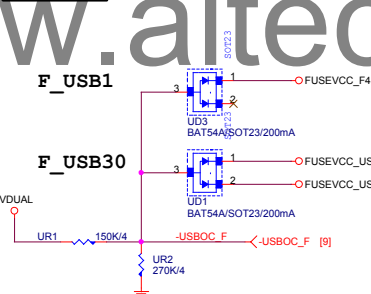 w.altec
SOT23
F_USB1
3
1
FUSEVCC_F4
2
UD3
BAT54A/SOT23/200mA
SOT23
F_USB30
3
1
FUSEVCC_US
2
FUSEVCC_US
UD1
BAT54A/SOT23/200mA
VDUAL
UR1
150K/4
-USBOC_F
-USBOC_F [9]
UR2
270K/4